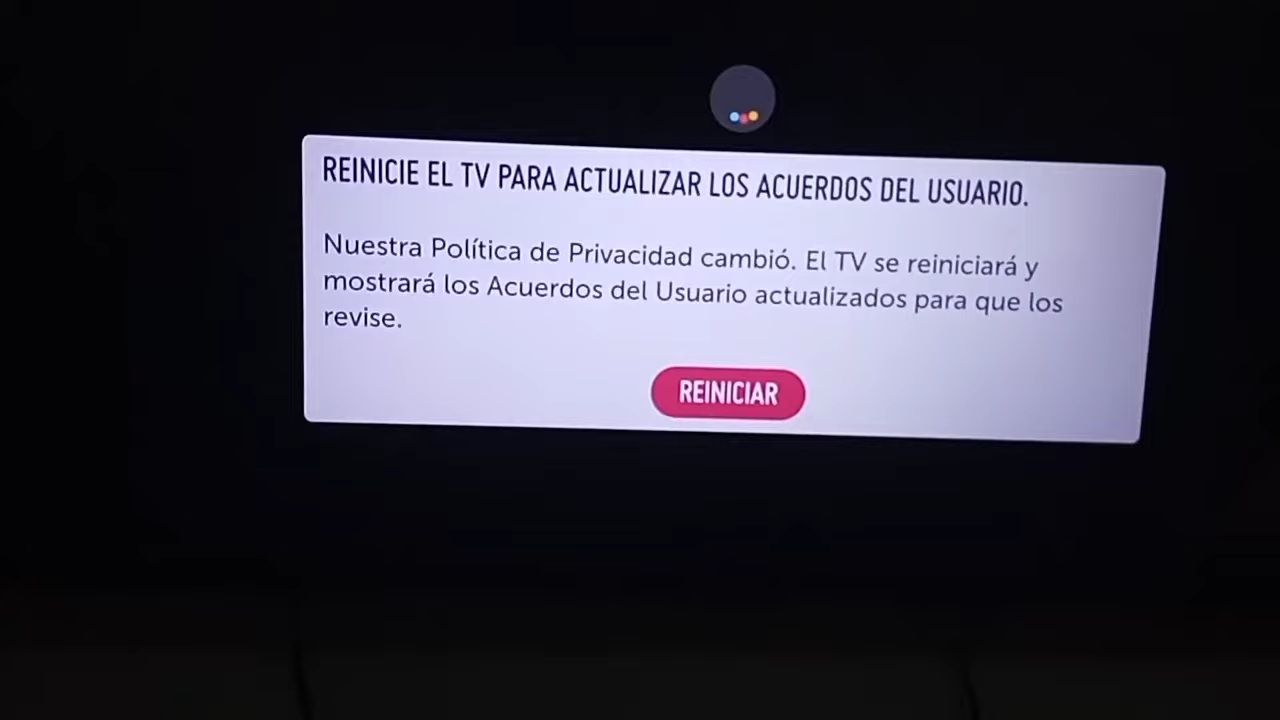 REINICIE EL TV PARA ACTUALIZAR LOS ACUERDOS DEL USUARIO.
Nuestra Política de Privacidad cambió. El TV se reiniciará y
mostrará los Acuerdos del Usuario actualizados para que los
revise.
REINICIAR